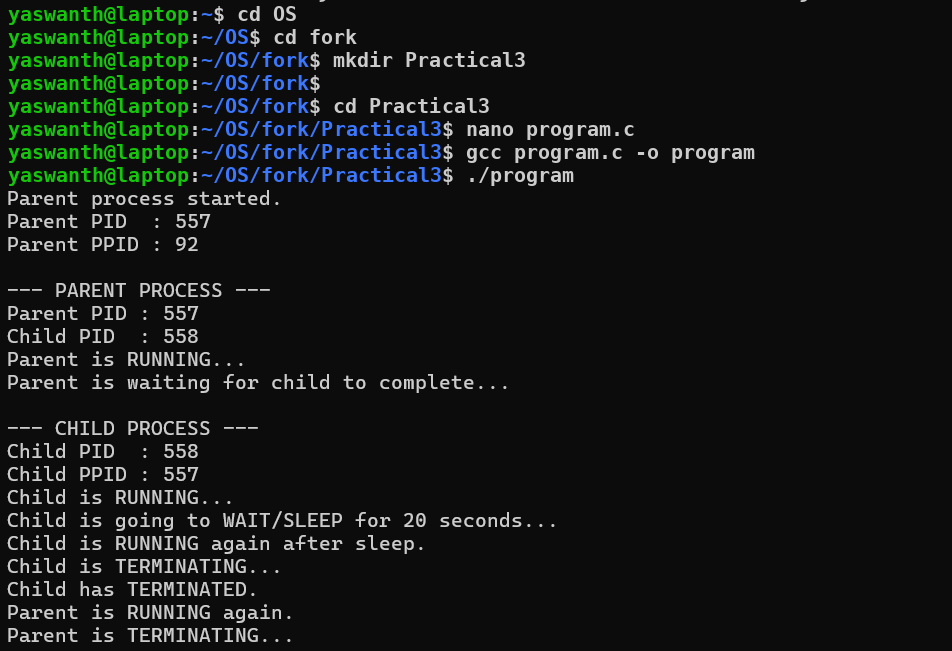 yaswanth@laptop:~$ cd OS
yaswanth@laptop:~/OS$ cd fork
yaswanth@laptop:~/OS/fork$ mkdir Practical3
yaswanth@laptop:~/OS/fork$
yaswanth@laptop:~/OS/fork$ cd Practical3
yaswanth@laptop:~/OS/fork/Practical3$ nano program.c
yaswanth@laptop:~/OS/fork/Practical3$ gcc program.c -o program
yaswanth@laptop:~/OS/fork/Practical3$ ./program
Parent process started.
Parent PID  : 557
Parent PPID : 92

--- PARENT PROCESS ---
Parent PID : 557
Child PID  : 558
Parent is RUNNING...
Parent is waiting for child to complete...

--- CHILD PROCESS ---
Child PID  : 558
Child PPID : 557
Child is RUNNING...
Child is going to WAIT/SLEEP for 20 seconds...
Child is RUNNING again after sleep.
Child is TERMINATING...
Child has TERMINATED.
Parent is RUNNING again.
Parent is TERMINATING...